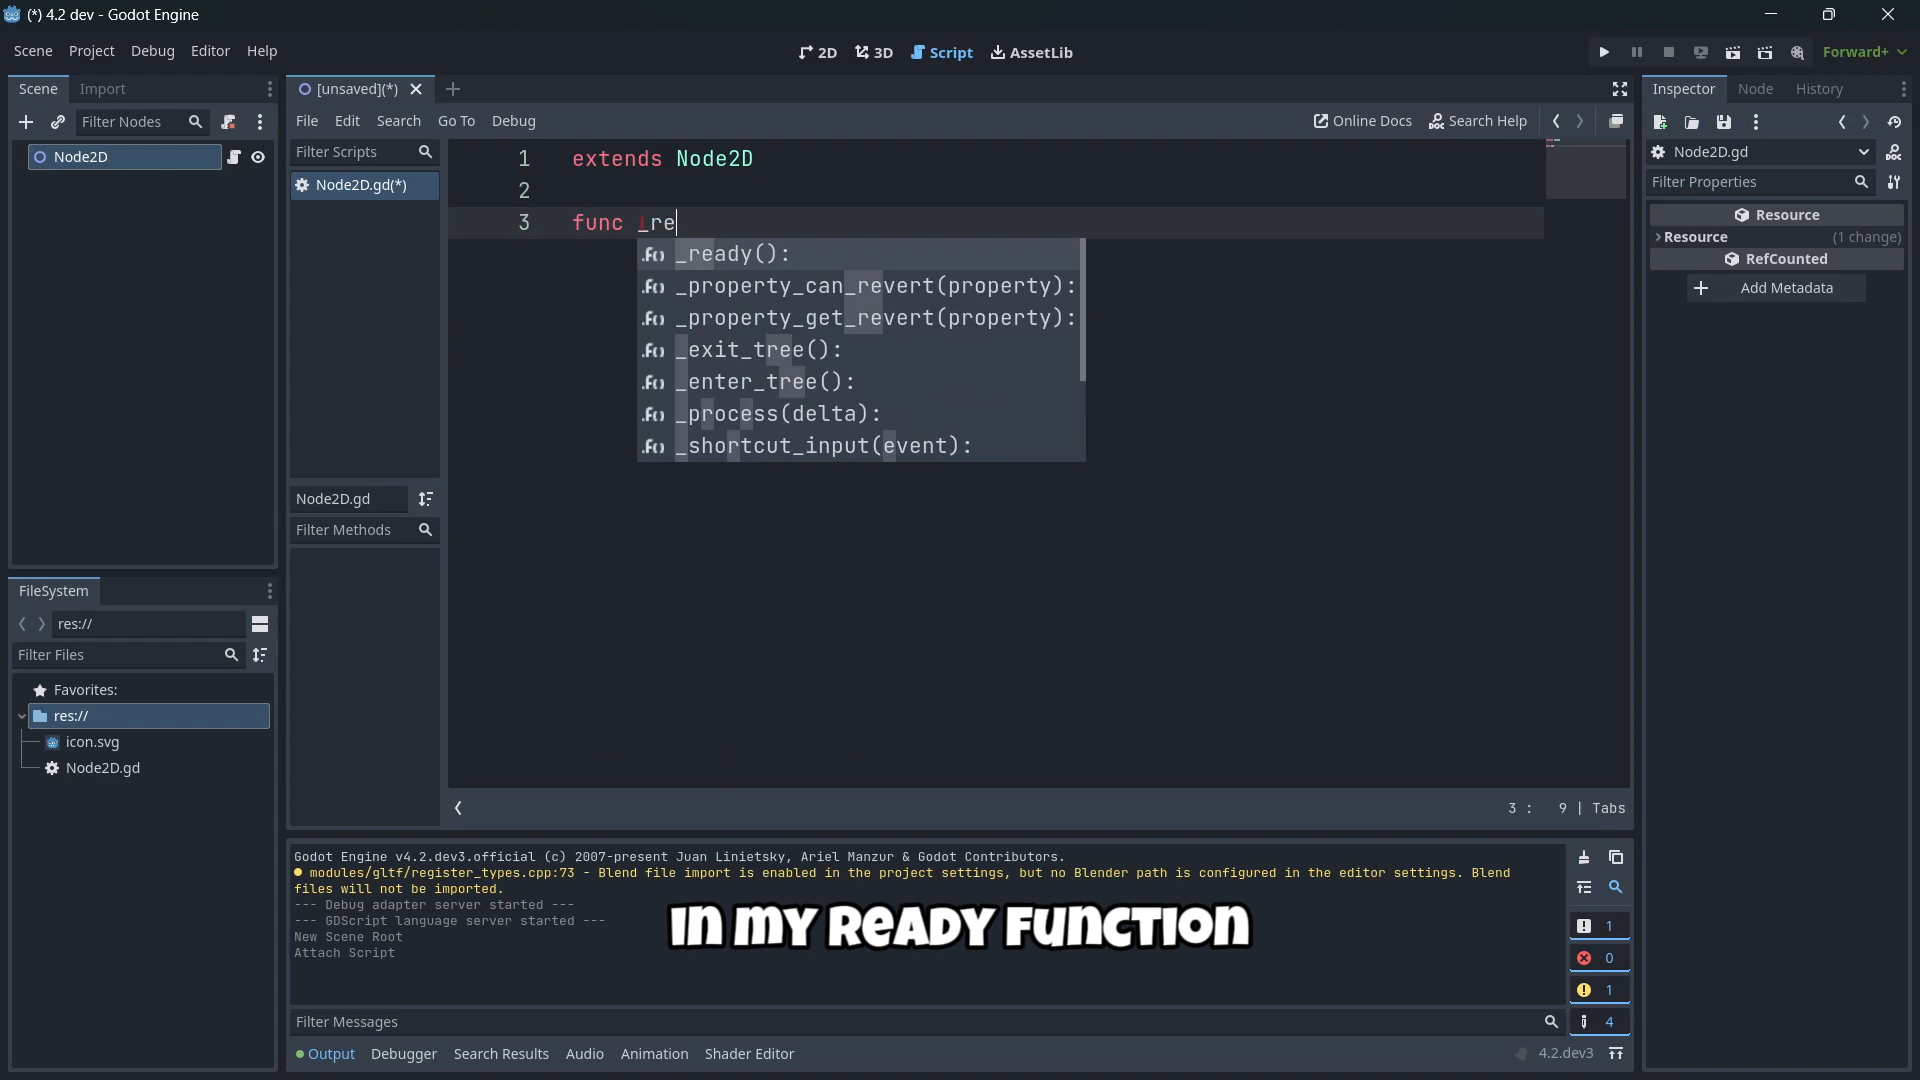 (*) 4.2 dev - Godot Engine
Scene Project Debug Editor Help
2D 3D Script AssetLib
Forward+
Scene Import
Filter Nodes
Node2D
[unsaved](*)
File Edit Search Go To Debug
Online Docs Search Help
Filter Scripts
Node2D.gd(*)
Node2D.gd
Filter Methods
1 extends Node2D
2
3 func _re
_ready():
_property_can_revert(property):
_property_get_revert(property):
_exit_tree():
_enter_tree():
_process(delta):
_shortcut_input(event):
3 : 9 | Tabs
Inspector Node History
Node2D.gd
Filter Properties
Resource
Resource (1 change)
RefCounted
Add Metadata
FileSystem
res://
Filter Files
Favorites:
res://
icon.svg
Node2D.gd
Godot Engine v4.2.dev3.official (c) 2007-present Juan Linietsky, Ariel Manzur & Godot Contributors.
modules/gltf/register_types.cpp:73 - Blend file import is enabled in the project settings, but no Blender path is configured in the editor settings. Blend
files will not be imported.
--- Debug adapter server started ---
--- GDScript language server started ---
New Scene Root
Attach Script
In my ready function
1
0
1
4
Filter Messages
Output Debugger Search Results Audio Animation Shader Editor
4.2.dev3